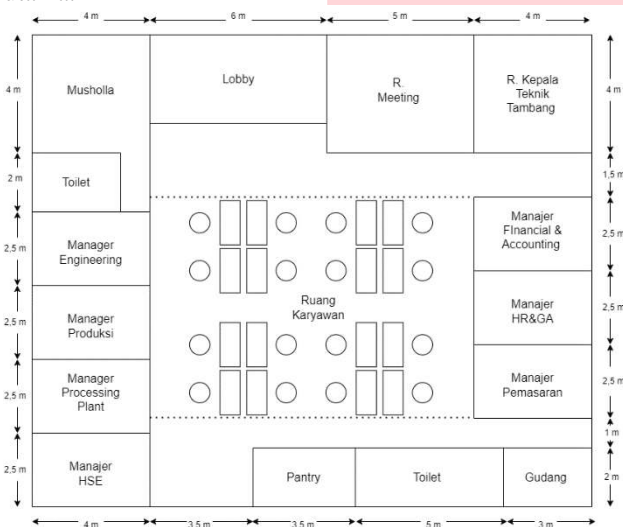 4 m
6 m
5 m
4 m
4 m
Musholla
Lobby
R.
Meeting
R. Kepala
Teknik
Tambang
4 m
2 m
Toilet
1,5 m
2,5 m
Manager
Engineering
Manajer
FInancial &
Accounting
2,5 m
2,5 m
Manager
Produksi
Ruang
Karyawan
Manajer
HR&GA
2,5 m
2,5 m
Manager
Processing
Plant
Manajer
Pemasaran
2,5 m
1 m
2,5 m
Manajer
HSE
Pantry
Toilet
Gudang
2 m
4 m
3,5 m
3,5 m
5 m
3 m